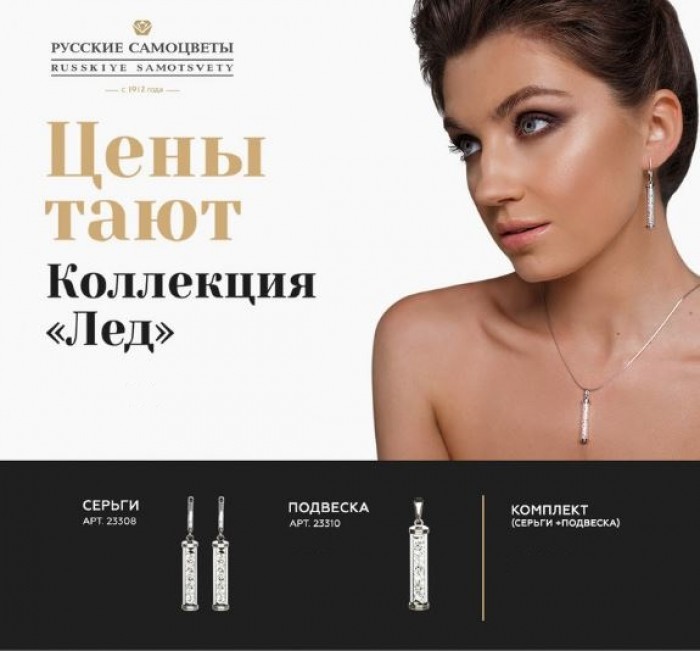 РУССКИЕ САМОЦВЕТЫ
RUSSKIYE SAMOTSVETY
с 1912 года
Цены
тают
Коллекция
«Лед»
СЕРЬГИ
АРТ. 23308
ПОДВЕСКА
АРТ. 23310
КОМПЛЕКТ
(СЕРЬГИ +ПОДВЕСКА)